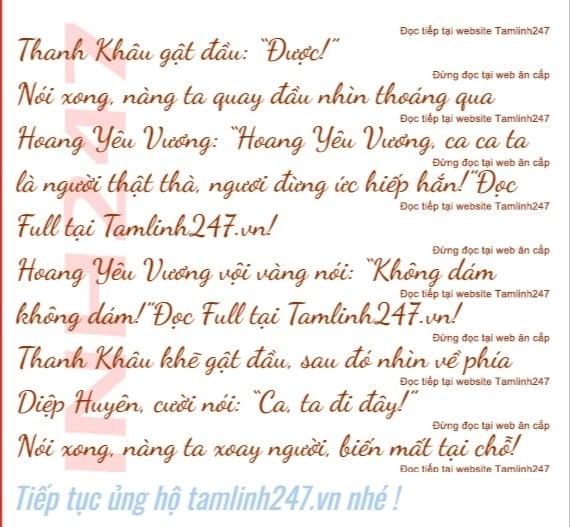 Đọc tiếp tại website Tamlinh247
Thanh Khâu gật đầu: “Được!”
Đừng đọc tại web ăn cắp
Nói xong, nàng ta quay đầu nhìn thoáng qua
Đọc tiếp tại website Tamlinh247
Hoang Yêu Vương: “Hoang Yêu Vương, ca ca ta
Đừng đọc tại web ăn cắp
là người thật thà, ngươi đừng ức hiếp hắn!”Đọc
Đọc tiếp tại website Tamlinh247
Full tại Tamlinh247.vn!
Đừng đọc tại web ăn cắp
Hoang Yêu Vương vội vàng nói: “Không dám
Đọc tiếp tại website Tamlinh247
không dám!”Đọc Full tại Tamlinh247.vn!
Đừng đọc tại web ăn cắp
Thanh Khâu khẽ gật đầu, sau đó nhìn về phía
Đọc tiếp tại website Tamlinh247
Diệp Huyên, cười nói: “Ca, ta đi đây!”
Đừng đọc tại web ăn cắp
Nói xong, nàng ta xoay người, biến mất tại chỗ!
Đọc tiếp tại website Tamlinh247
INH247
Tiếp tục ủng hộ tamlinh247.vn nhé !